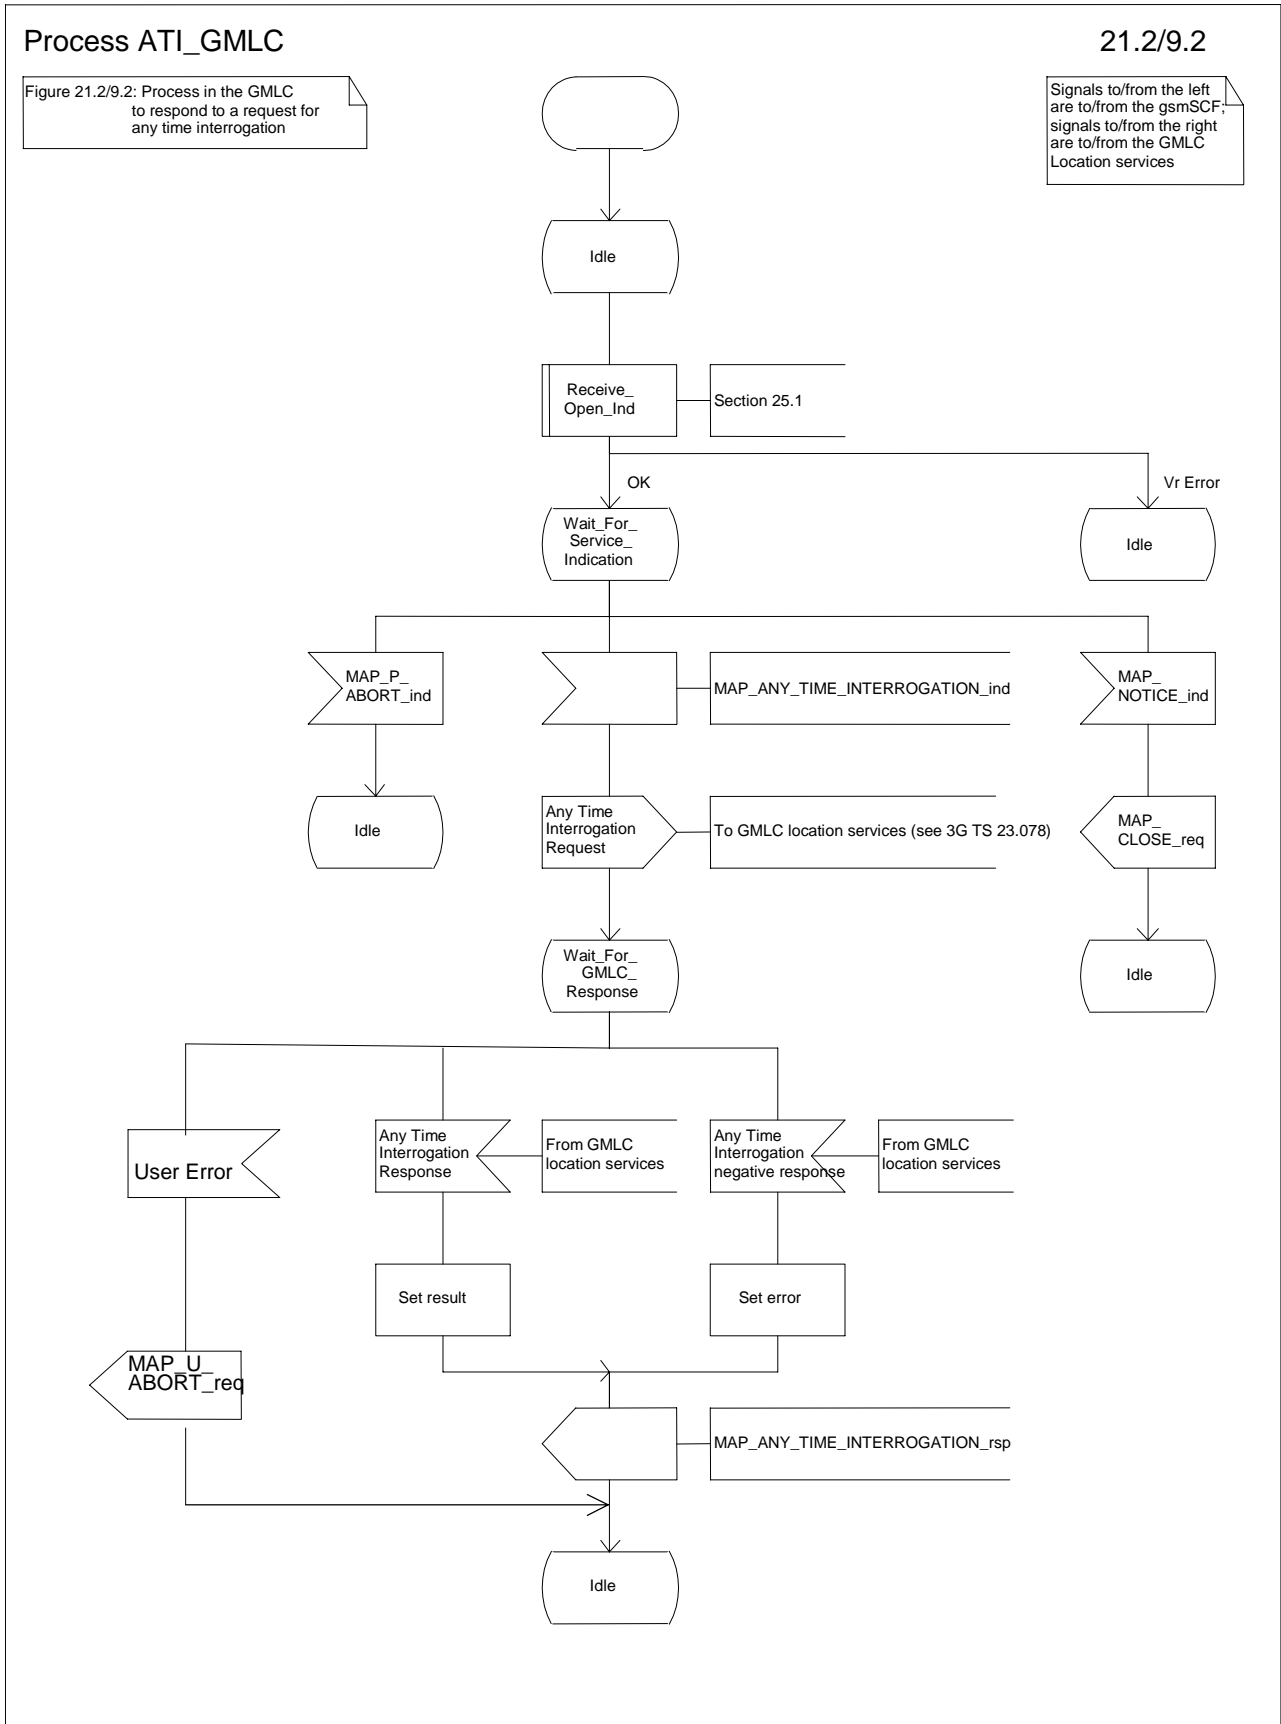 Process ATI_GMLC
21.2/9.2
Figure 21.2/9.2: Process in the GMLC
to respond to a request for
any time interrogation
Signals to/from the left
are to/from the gsmSCF;
signals to/from the right
are to/from the GMLC
Location services
Idle
Receive_
Open_Ind
Section 25.1
OK
Vr Error
Wait_For_
Service_
Indication
Idle
MAP_P_
ABORT_ind
MAP_ANY_TIME_INTERROGATION_ind
MAP_
NOTICE_ind
Idle
Any Time
Interrogation
Request
To GMLC location services (see 3G TS 23.078)
MAP_
CLOSE_req
Wait_For_
GMLC_
Response
Idle
User Error
Any Time
Interrogation
Response
From GMLC
location services
Any Time
Interrogation
negative response
From GMLC
location services
Set result
Set error
MAP_U_
ABORT_req
MAP_ANY_TIME_INTERROGATION_rsp
Idle